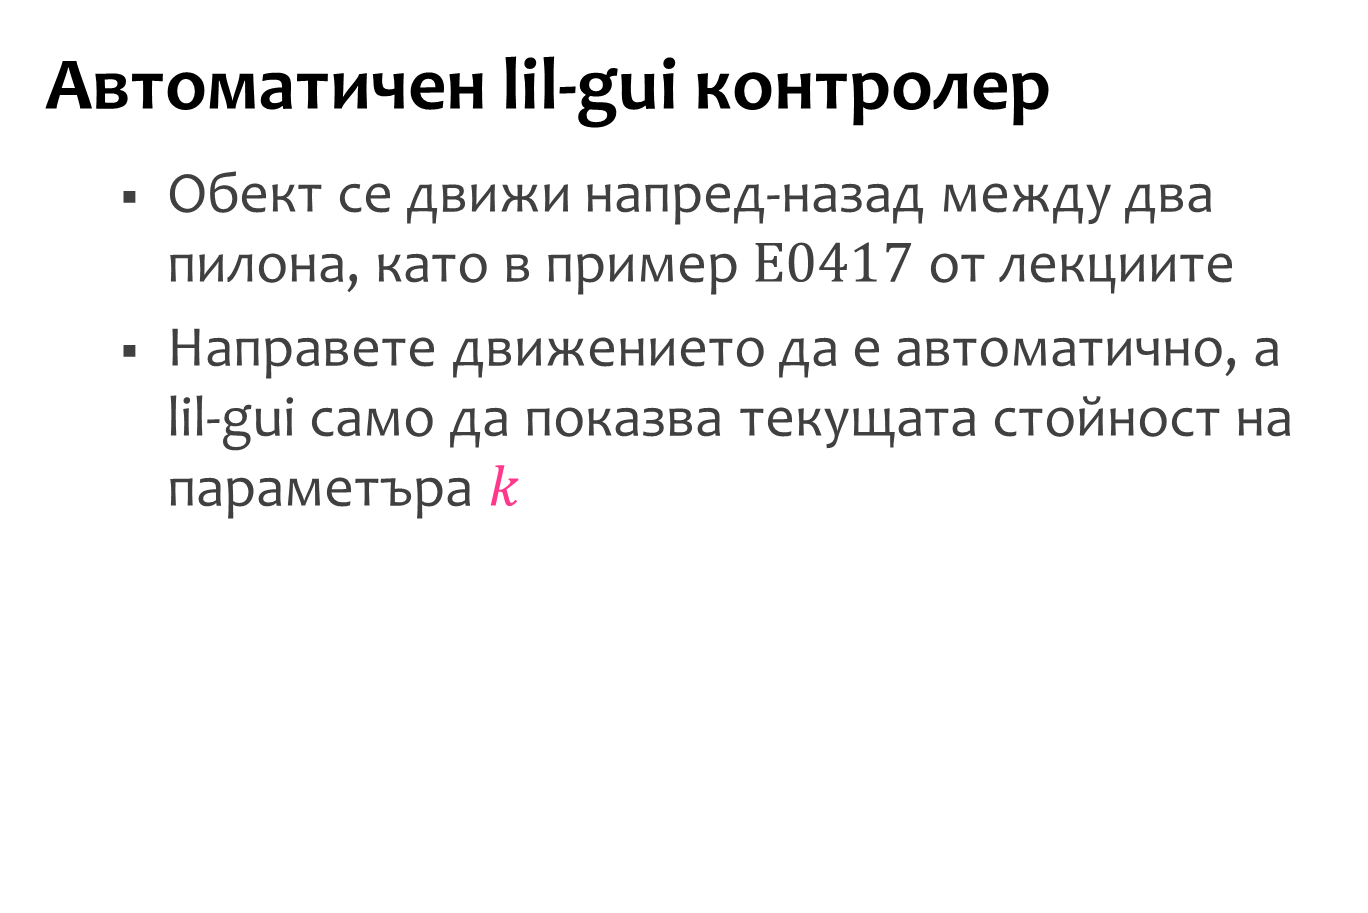 Автоматичен lil-gui контролер
▪ Обект се движи напред-назад между два
пилона, като в пример E0417 от лекциите
▪ Направете движението да е автоматично, а
lil-gui само да показва текущата стойност на
параметъра k